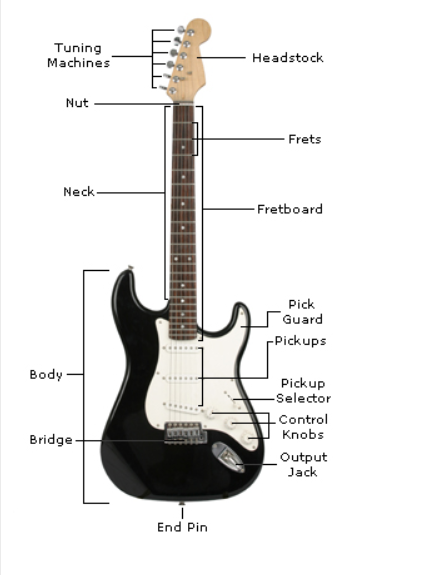 Tuning
Machines
Headstock
Nut
Frets
Neck
Fretboard
Pick
Guard
Pickups
Body
Pickup
Selector
Control
Knobs
Bridge
Output
Jack
End Pin